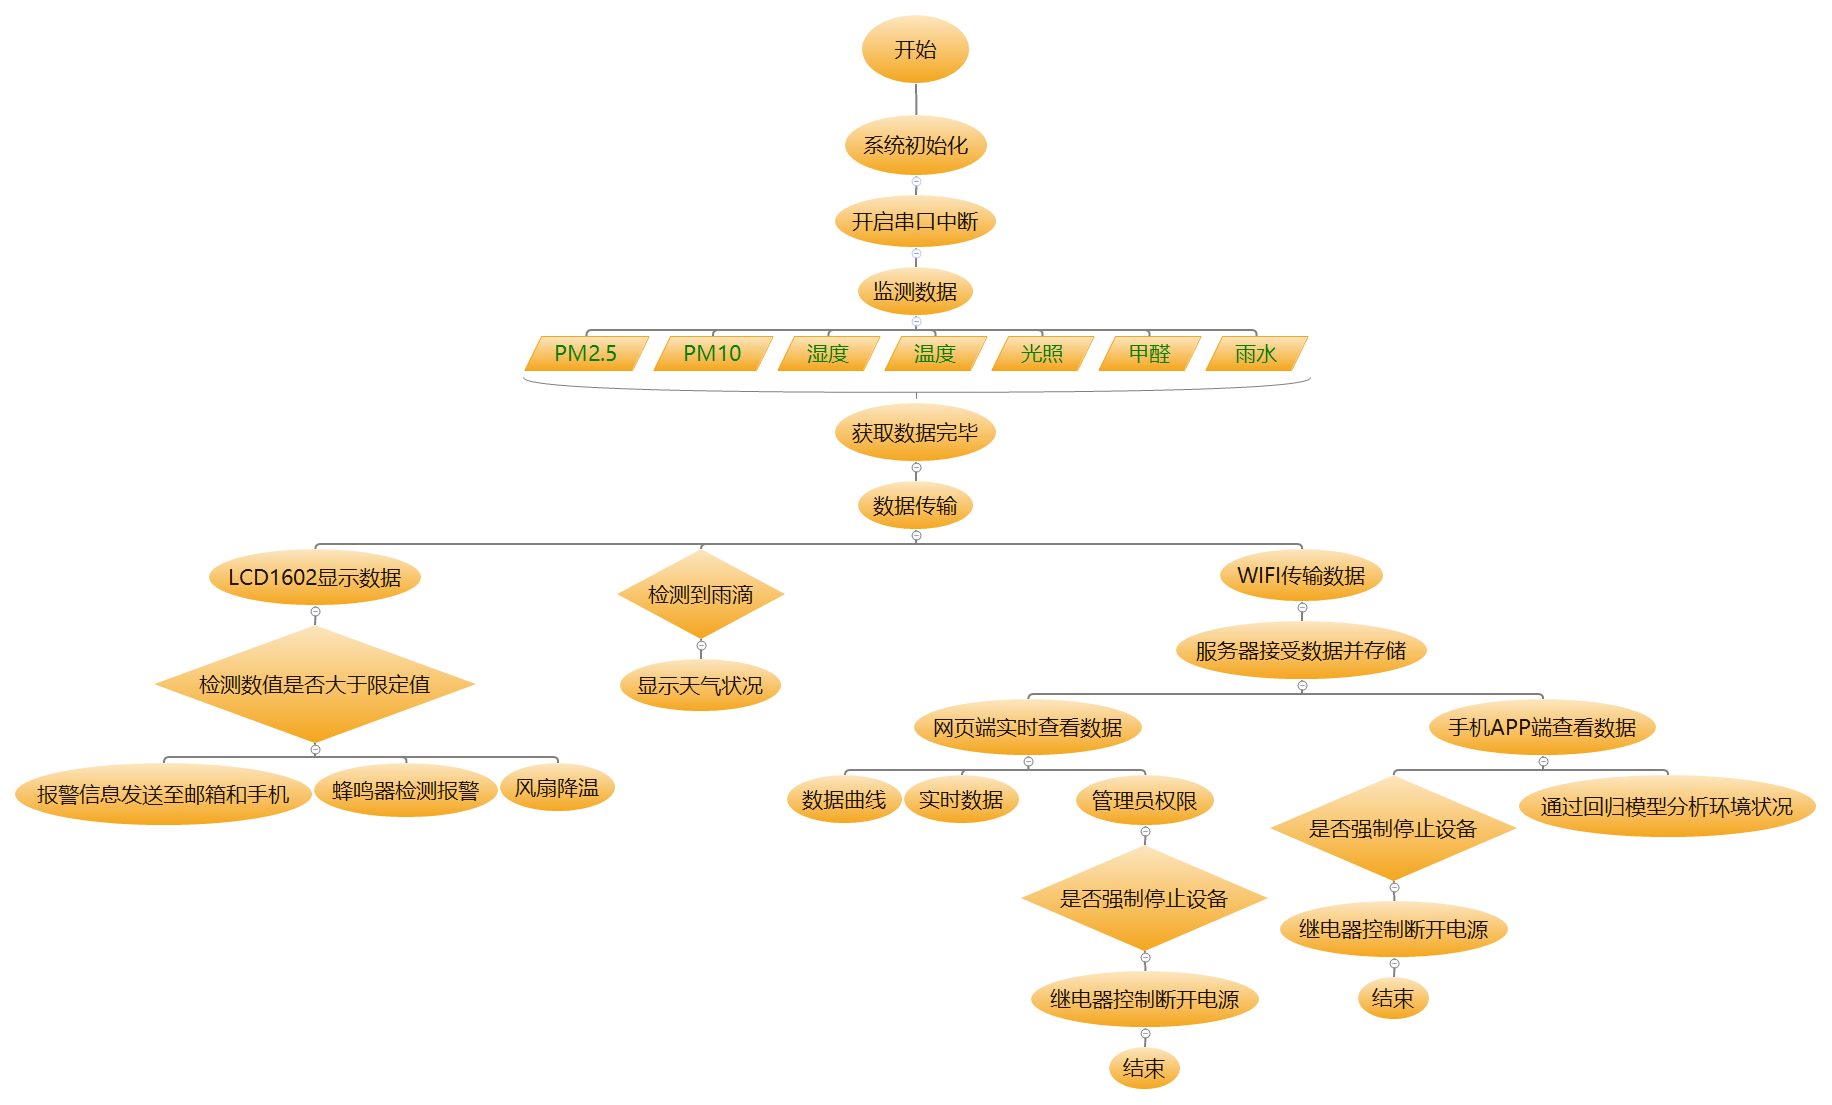 开始
系统初始化
开启串口中断
监测数据
PM2.5
PM10
湿度
温度
光照
甲醛
雨水
获取数据完毕
数据传输
LCD1602显示数据
检测到雨滴
WIFI传输数据
检测数值是否大于限定值
显示天气状况
服务器接受数据并存储
网页端实时查看数据
手机APP端查看数据
报警信息发送至邮箱和手机
蜂鸣器检测报警
风扇降温
数据曲线
实时数据
管理员权限
是否强制停止设备
通过回归模型分析环境状况
是否强制停止设备
继电器控制断开电源
继电器控制断开电源
结束
结束